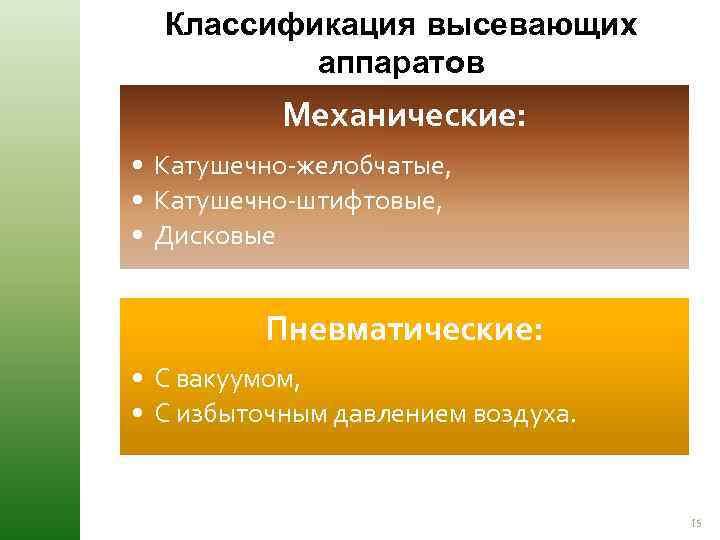 Классификация высевающих
аппаратов
Механические:
• Катушечно-желобчатые,
• Катушечно-штифтовые,
• Дисковые
Пневматические:
• С вакуумом,
• С избыточным давлением воздуха.
15